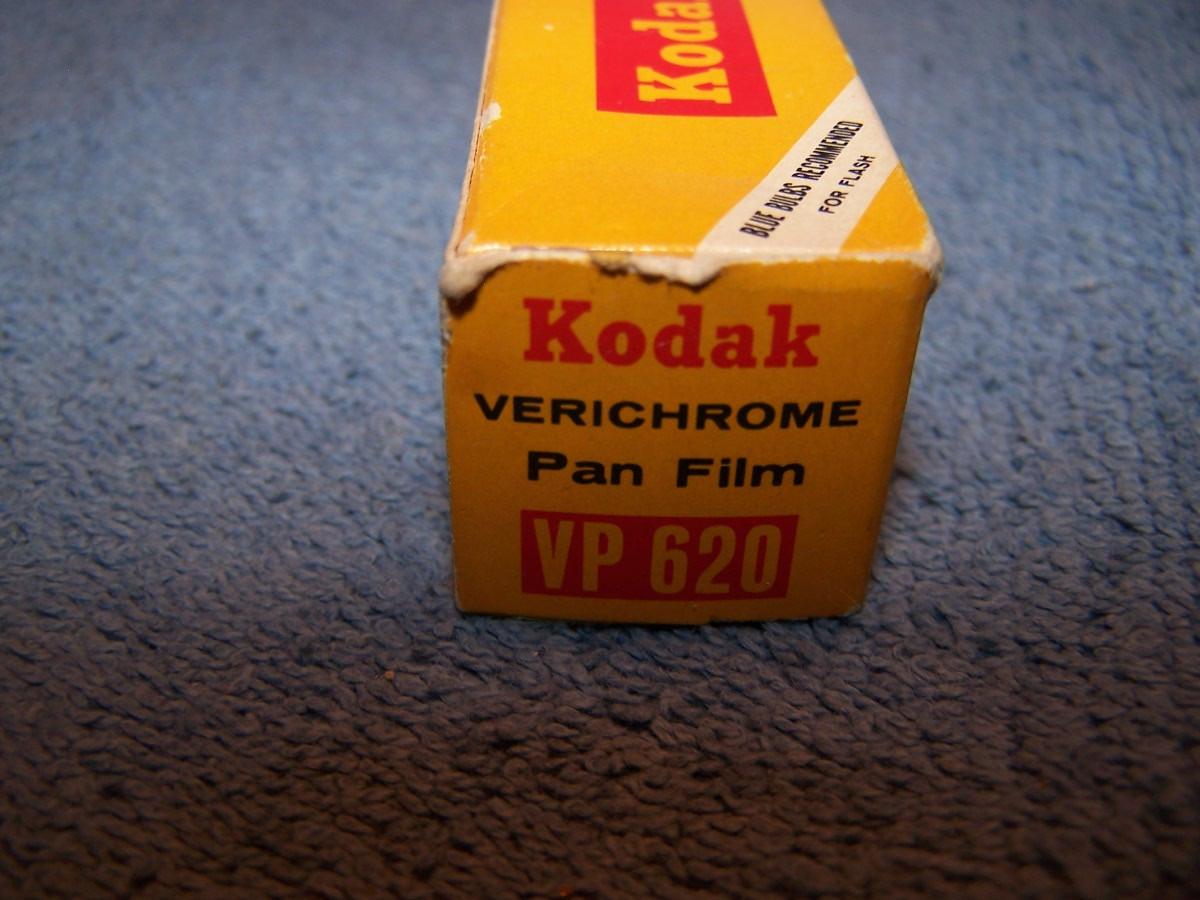 Koda
BLUE BULBS RECOMMENDED
FOR FLASH
Kodak
VERICHROME
Pan Film
VP 620